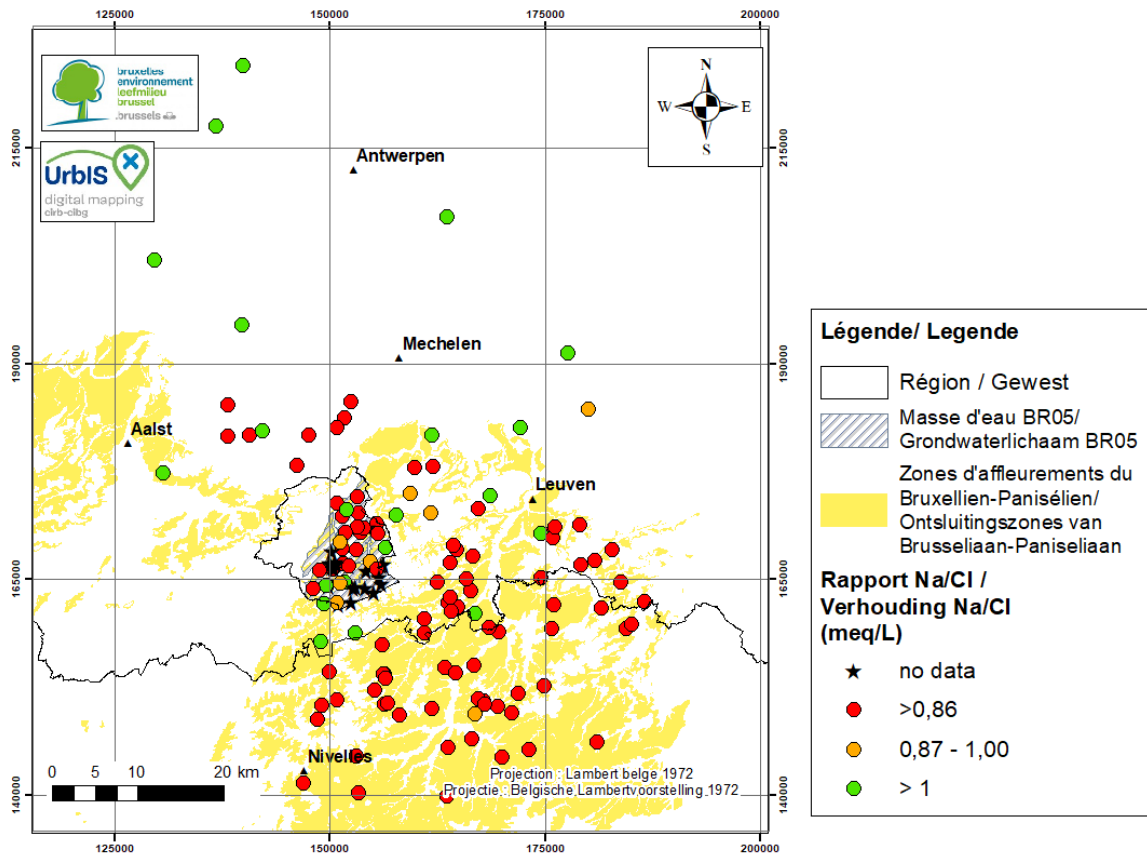 125000 150000 175000 200000
bruxelles
environnement
leefmilieu
brussel
.brussels
UrbIS
digital mapping
cirb-cibg
N
W E
S
215000 215000
Antwerpen
190000 190000
Mechelen
Aalst
Leuven
165000 165000
Nivelles
0 5 10 20 km
Projection : Lambert belge 1972
Projectie : Belgische Lambertvoorstelling 1972
140000 140000
125000 150000 175000 200000
Légende/ Legende
Région / Gewest
Masse d'eau BR05/
Grondwaterlichaam BR05
Zones d'affleurements du
Bruxellien-Panisélien/
Ontsluitingszones van
Brusseliaan-Paniseliaan
Rapport Na/Cl /
Verhouding Na/Cl
(meq/L)
no data
>0,86
0,87 - 1,00
> 1